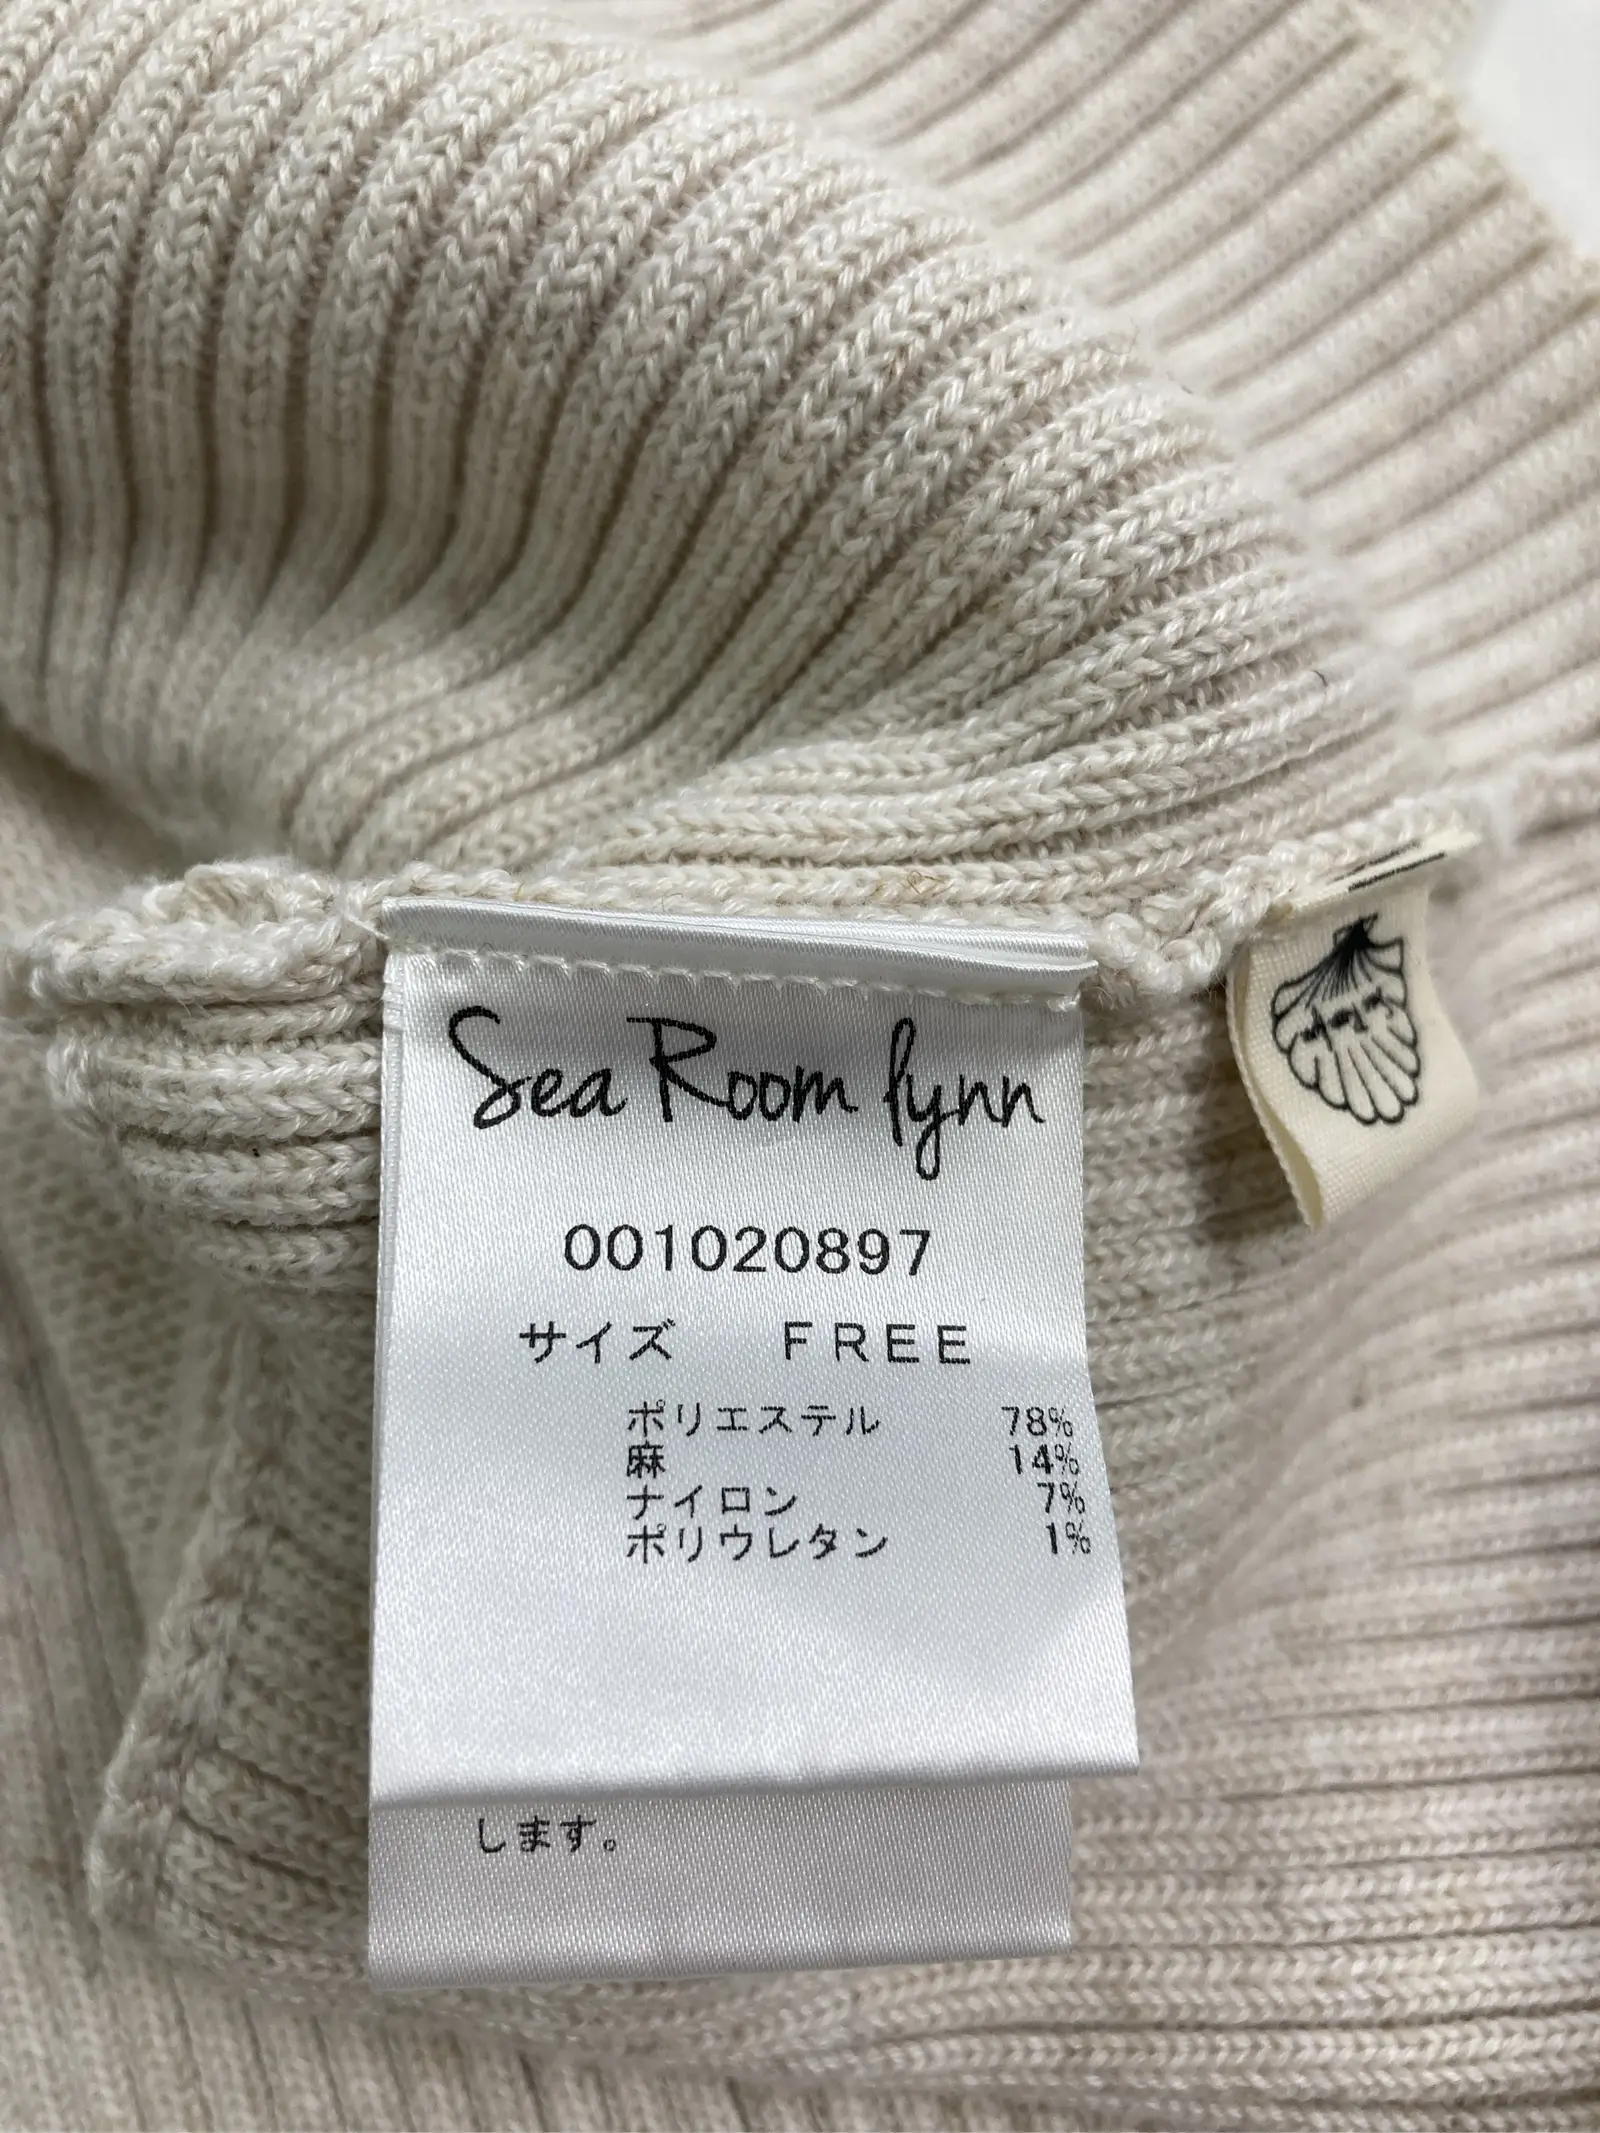 Sea Room lynn
001020897
サイズ FREE
ポリエステル 78%
麻 14%
ナイロン 7%
ポリウレタン 1%
します。